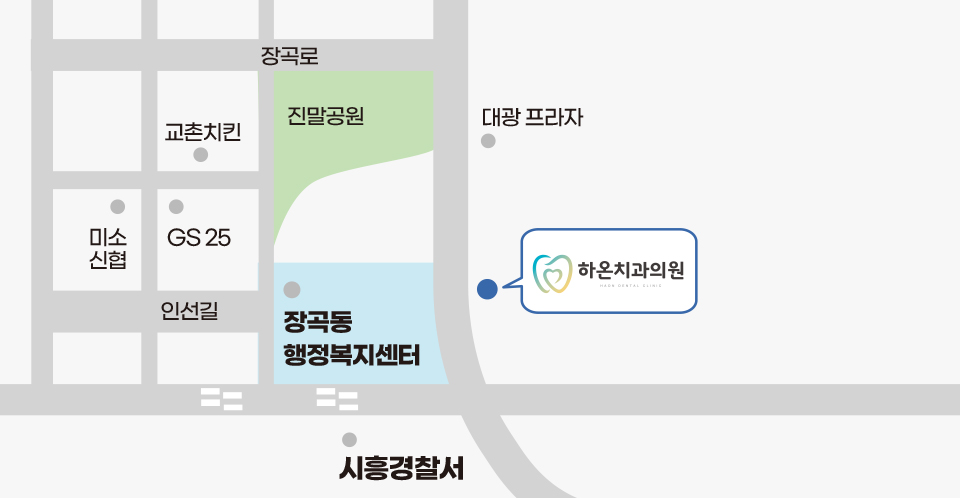 장곡로
진말공원
대광 프라자
교촌치킨
미소
신협
GS 25
하온치과의원
HAON DENTAL CLINIC
인선길
장곡동
행정복지센터
시흥경찰서